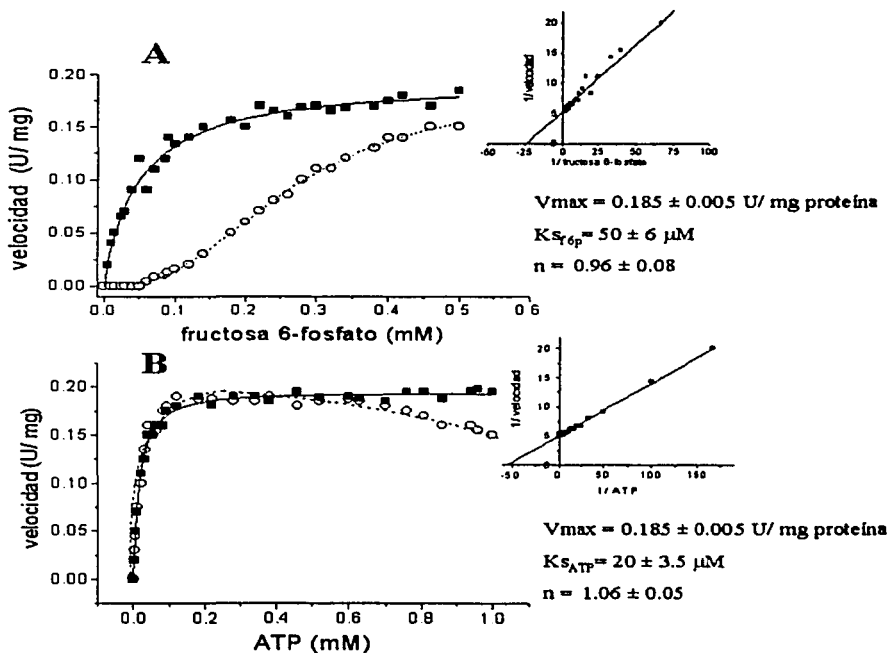 A
velocidad (U/ mg)
0.20
0.15
0.10
0.05
0.00
0.0 0.1 0.2 0.3 0.4 0.5 0.6
fructosa 6-fosfato (mM)
1/ velocidad
20
15
10
5
0
-50 -25 0 25 50 75 100
1/ fructosa 6-fosfato
Vmax = 0.185 ± 0.005 U/ mg proteína
Ks f6p= 50 ± 6 µM
n = 0.96 ± 0.08
B
velocidad (U/ mg)
0.20
0.15
0.10
0.05
0.00
0.0 0.2 0.4 0.6 0.8 1.0
ATP (mM)
1/ velocidad
20
15
10
5
0
-50 0 50 100 150
1/ ATP
Vmax = 0.185 ± 0.005 U/ mg proteína
Ks ATP= 20 ± 3.5 µM
n = 1.06 ± 0.05